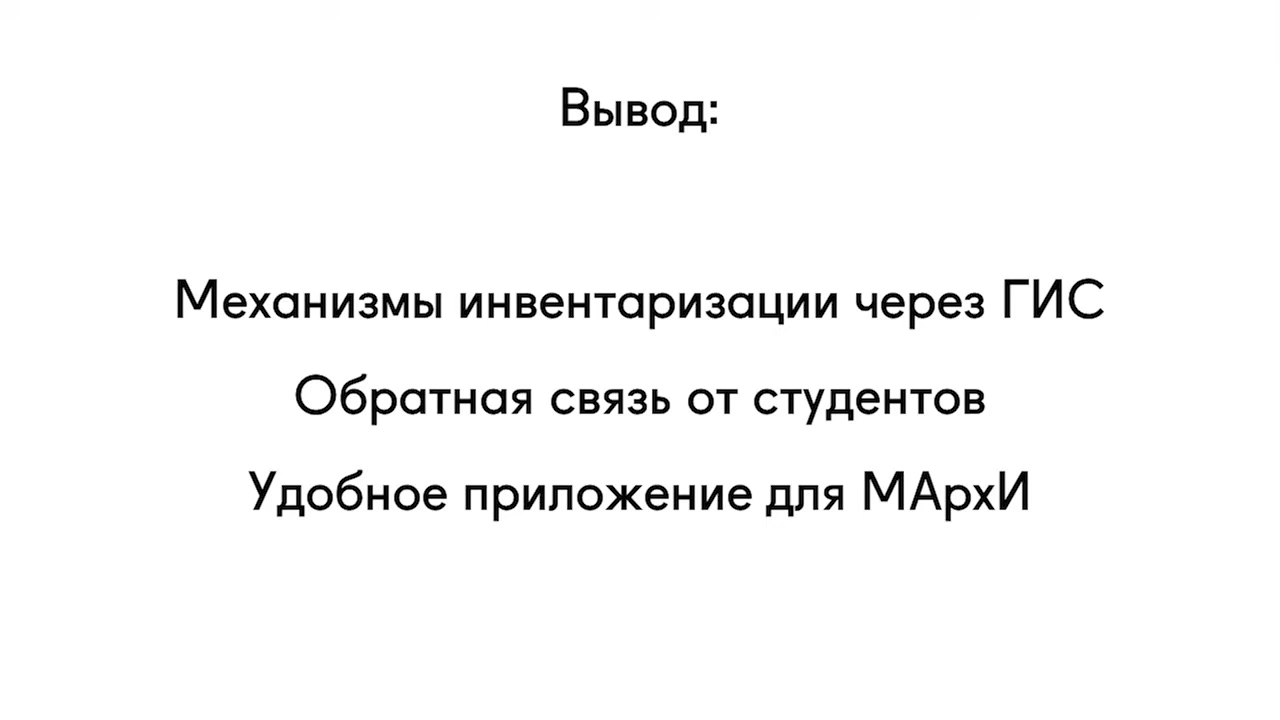 Вывод:
Механизмы инвентаризации через ГИС
Обратная связь от студентов
Удобное приложение для МАрхИ